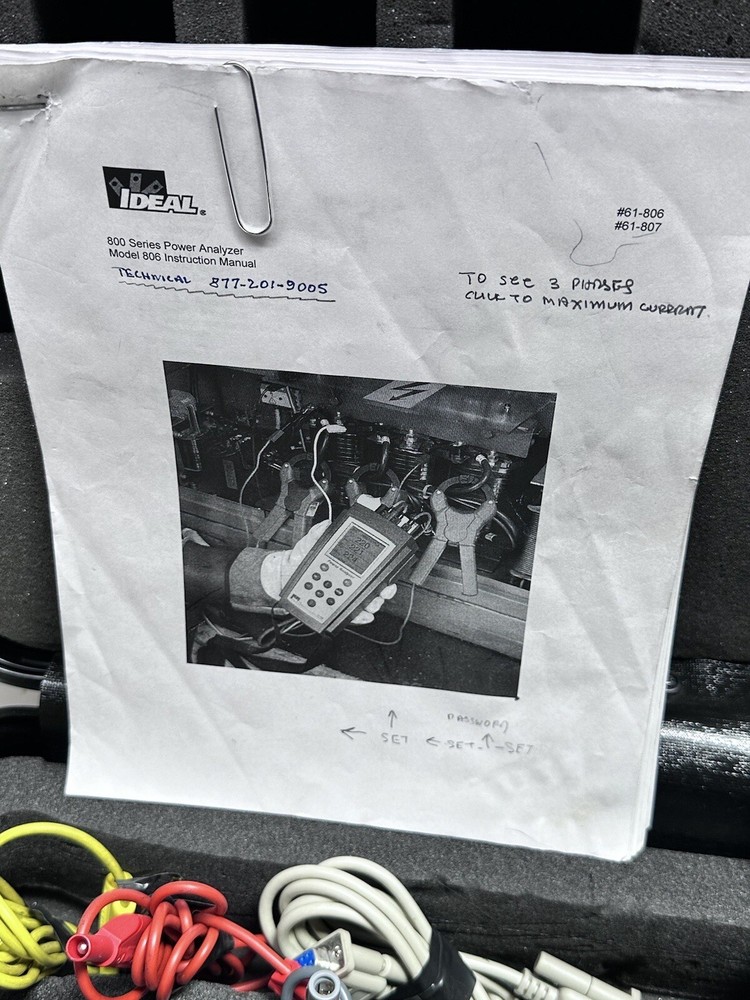 IDEAL®
#61-806
#61-807
800 Series Power Analyzer
Model 806 Instruction Manual
TECHNICAL 877-201-9005
TO SEE 3 PHASES
CLICK TO MAXIMUM CURRENT.
PASSWORD
← ↑ SET ← SET-↑-SET